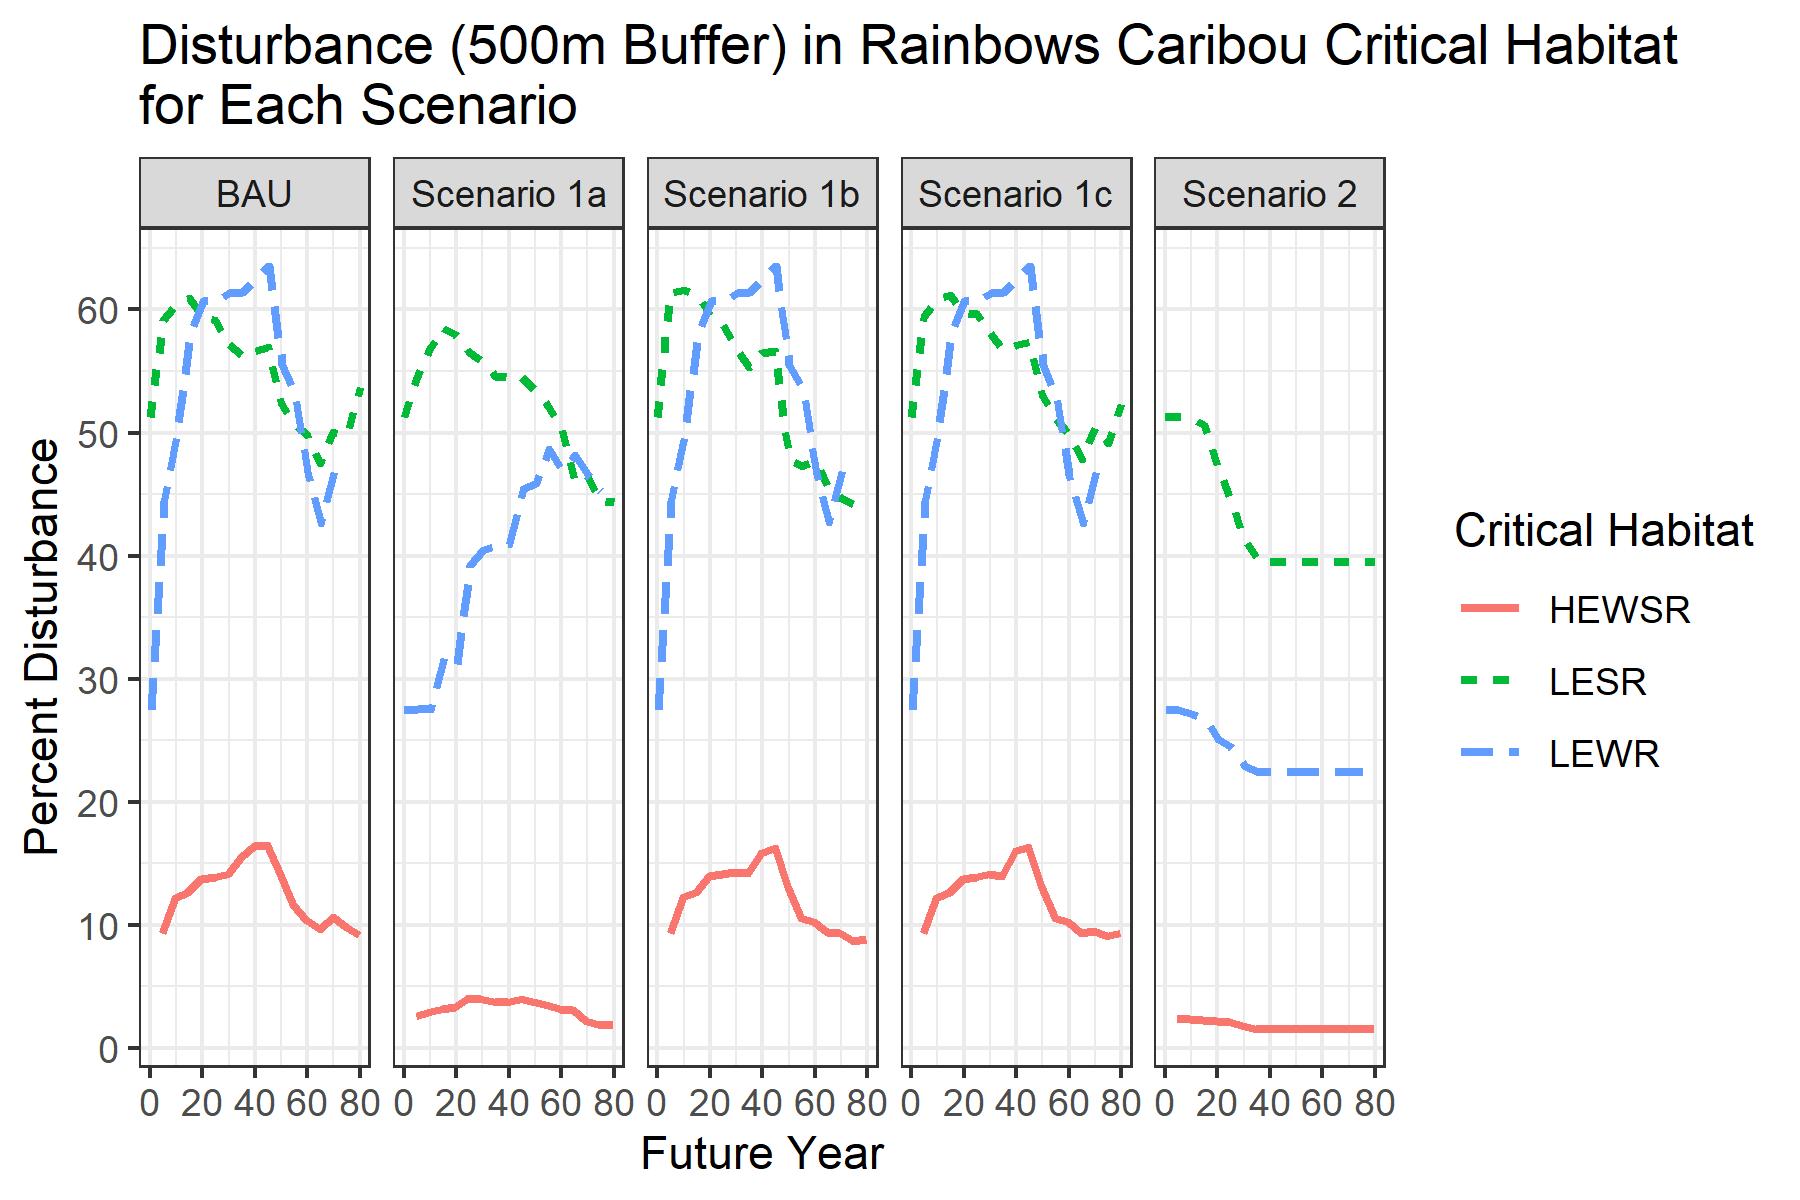 Disturbance (500m Buffer) in Rainbows Caribou Critical Habitat
for Each Scenario
BAU
Scenario 1a
Scenario 1b
Scenario 1c
Scenario 2
Percent Disturbance
60
50
40
30
20
10
0
0 20 40 60 80
0 20 40 60 80
0 20 40 60 80
0 20 40 60 80
0 20 40 60 80
Future Year
Critical Habitat
HEWSR
LESR
LEWR